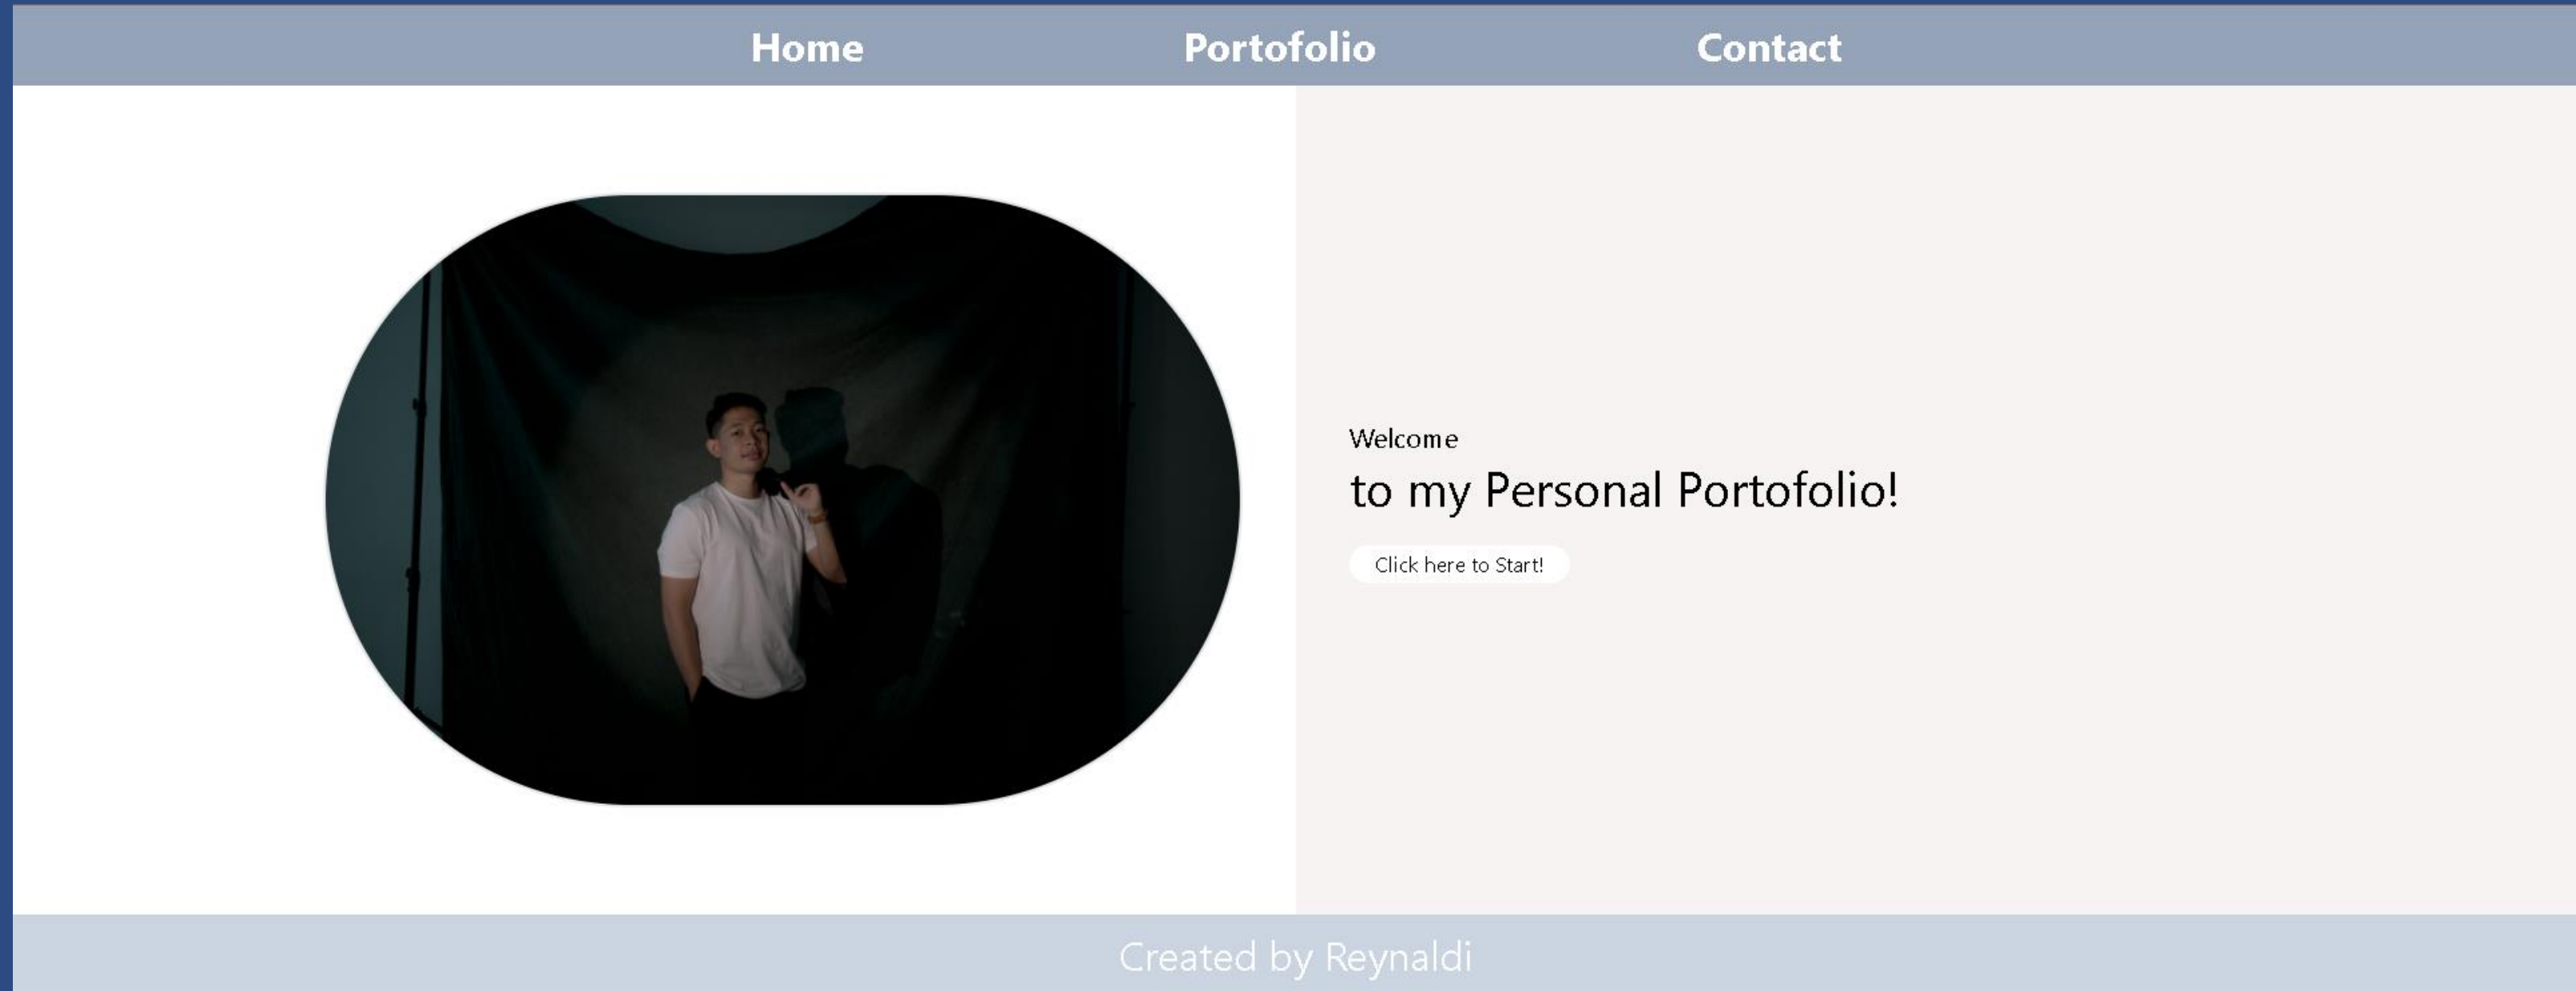 Home Portofolio Contact
Welcome
to my Personal Portofolio!
Click here to Start!
Created by Reynaldi